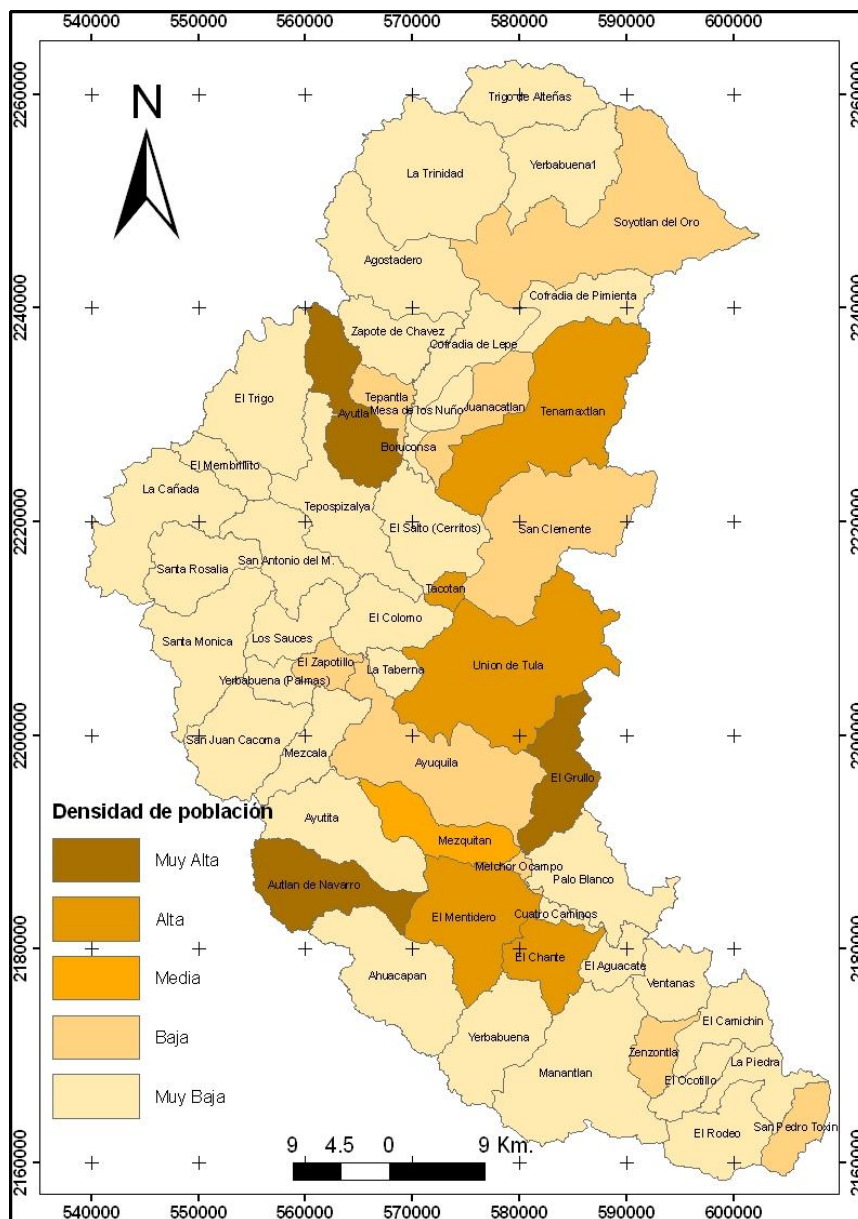 540000 550000 560000 570000 580000 590000 600000
2260000
2260000
N
Trigo de Alteñas
La Trinidad
Yerbabuena1
Soyotlan del Oro
Agostadero
2240000
2240000
Cofradia de Pimienta
Zapote de Chavez
Cofradia de Lepe
El Trigo
Tepantla
Mesa de los Nuño
Juanacatlan
Ayutla
Tenamaxtlan
Boruconsa
El Membrillito
La Cañada
Tepospizalya
2220000
2220000
El Salto (Cerritos)
San Clemente
San Antonio del M.
Santa Rosalia
Tacotan
El Colomo
Santa Monica
Los Sauces
El Zapotillo
La Taberna
Union de Tula
Yerbabuena (Palmas)
2200000
2200000
San Juan Cacoma
Mezcala
Ayuquila
El Grullo
Densidad de población
Ayutita
Mezquitan
Muy Alta
Melchor Ocampo
Autlan de Navarro
Palo Blanco
Alta
El Mentidero
Cuatro Caminos
2180000
2180000
El Chante
El Aguacate
Media
Ahuacapan
Ventanas
El Camichin
Baja
Yerbabuena
Zenzontla
La Piedra
Manantlan
El Ocotillo
Muy Baja
El Rodeo
San Pedro Toxin
9 4.5 0 9 Km.
2160000
2160000
540000 550000 560000 570000 580000 590000 600000